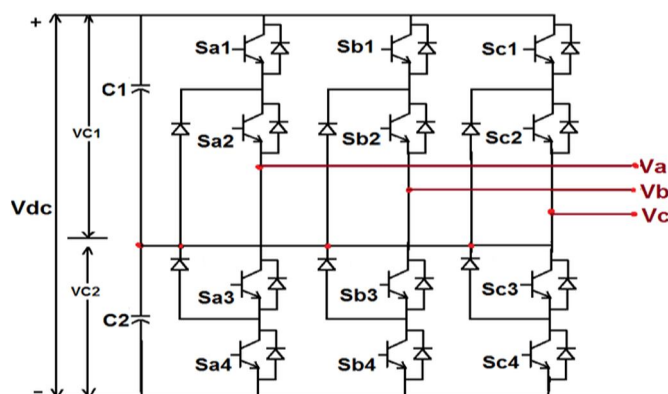 +
Sa1 Sb1 Sc1
C1
VC1
Sa2 Sb2 Sc2
Va
Vb
Vdc
Vc
VC2
Sa3 Sb3 Sc3
C2
Sa4 Sb4 Sc4
-